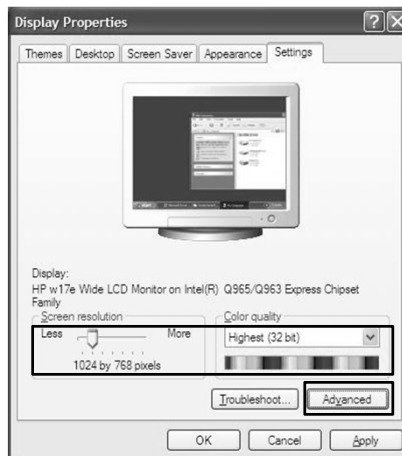 Display Properties
Themes Desktop Screen Saver Appearance Settings
Display:
HP w17e Wide LCD Monitor on Intel(R) Q965/Q963 Express Chipset
Family
Screen resolution
Less More
1024 by 768 pixels
Color quality
Highest (32 bit)
Troubleshoot... Advanced
OK Cancel Apply